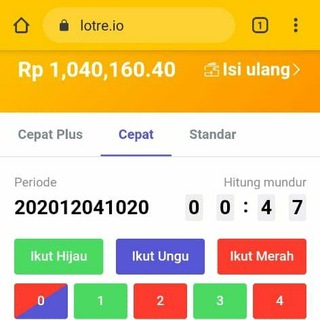 lotre.io
1
Rp 1,040,160.40
Isi ulang
Cepat Plus Cepat Standar
Periode Hitung mundur
202012041020 0 0 : 4 7
Ikut Hijau Ikut Ungu Ikut Merah
0 1 2 3 4